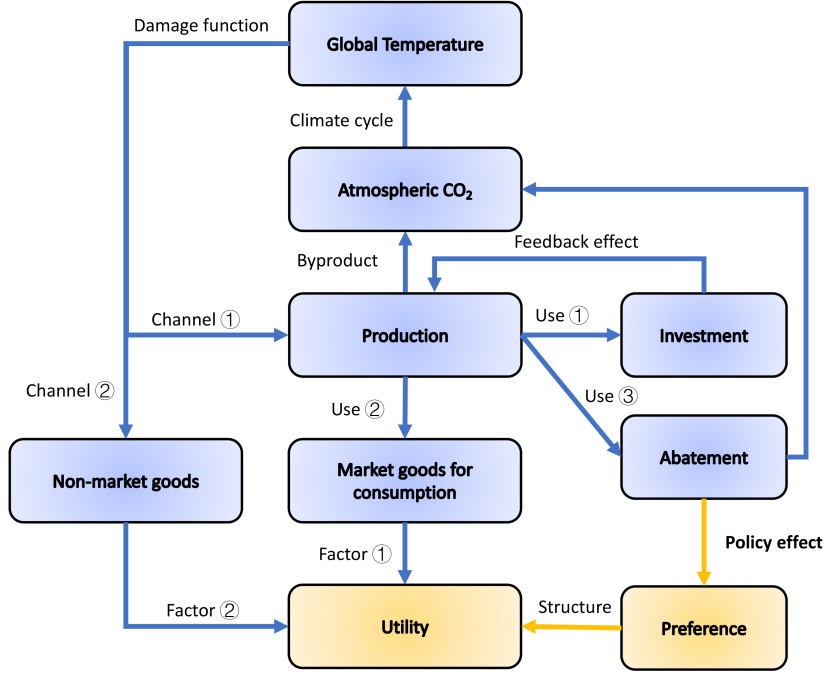 Damage function
Global Temperature
Climate cycle
Atmospheric CO₂
Feedback effect
Byproduct
Channel ①
Production
Use ①
Investment
Channel ②
Use ②
Use ③
Non-market goods
Market goods for
consumption
Abatement
Factor ①
Policy effect
Factor ②
Utility
Structure
Preference